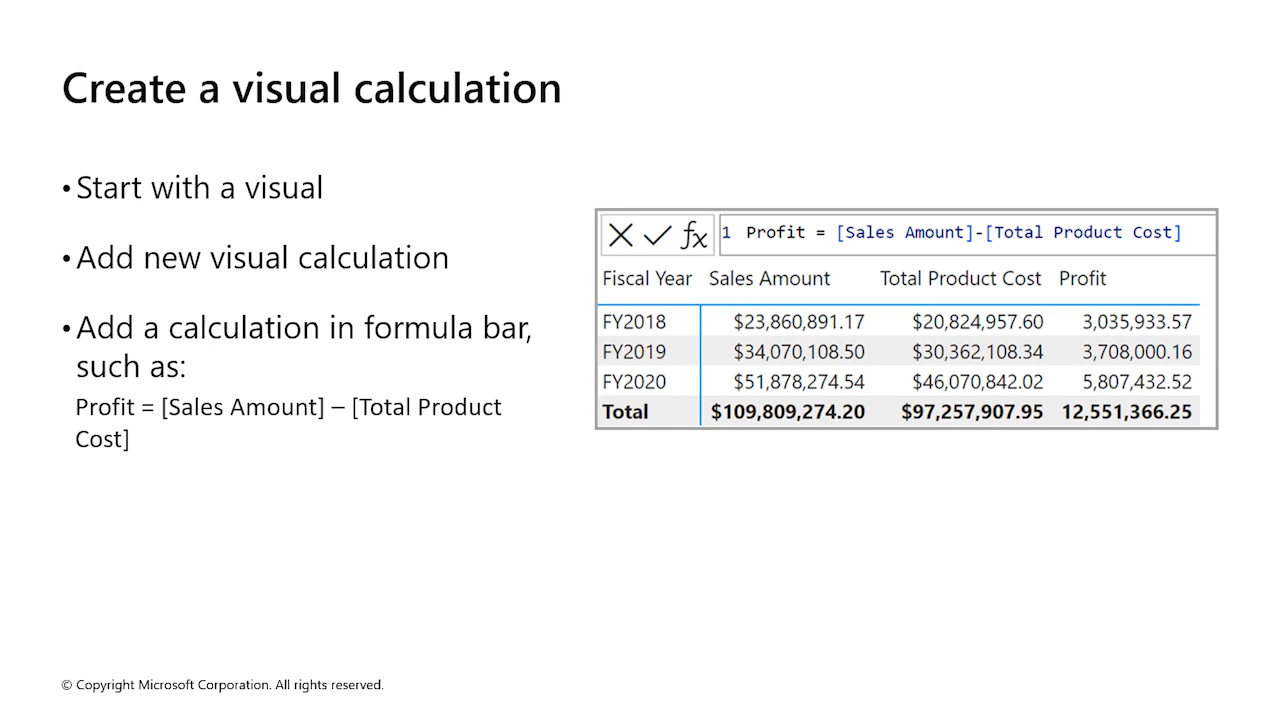 Create a visual calculation
• Start with a visual
• Add new visual calculation
• Add a calculation in formula bar,
such as:
Profit = [Sales Amount] – [Total Product
Cost]
fx 1 Profit = [Sales Amount]-[Total Product Cost]
Fiscal Year Sales Amount Total Product Cost Profit
FY2018 $23,860,891.17 $20,824,957.60 3,035,933.57
FY2019 $34,070,108.50 $30,362,108.34 3,708,000.16
FY2020 $51,878,274.54 $46,070,842.02 5,807,432.52
Total $109,809,274.20 $97,257,907.95 12,551,366.25
© Copyright Microsoft Corporation. All rights reserved.